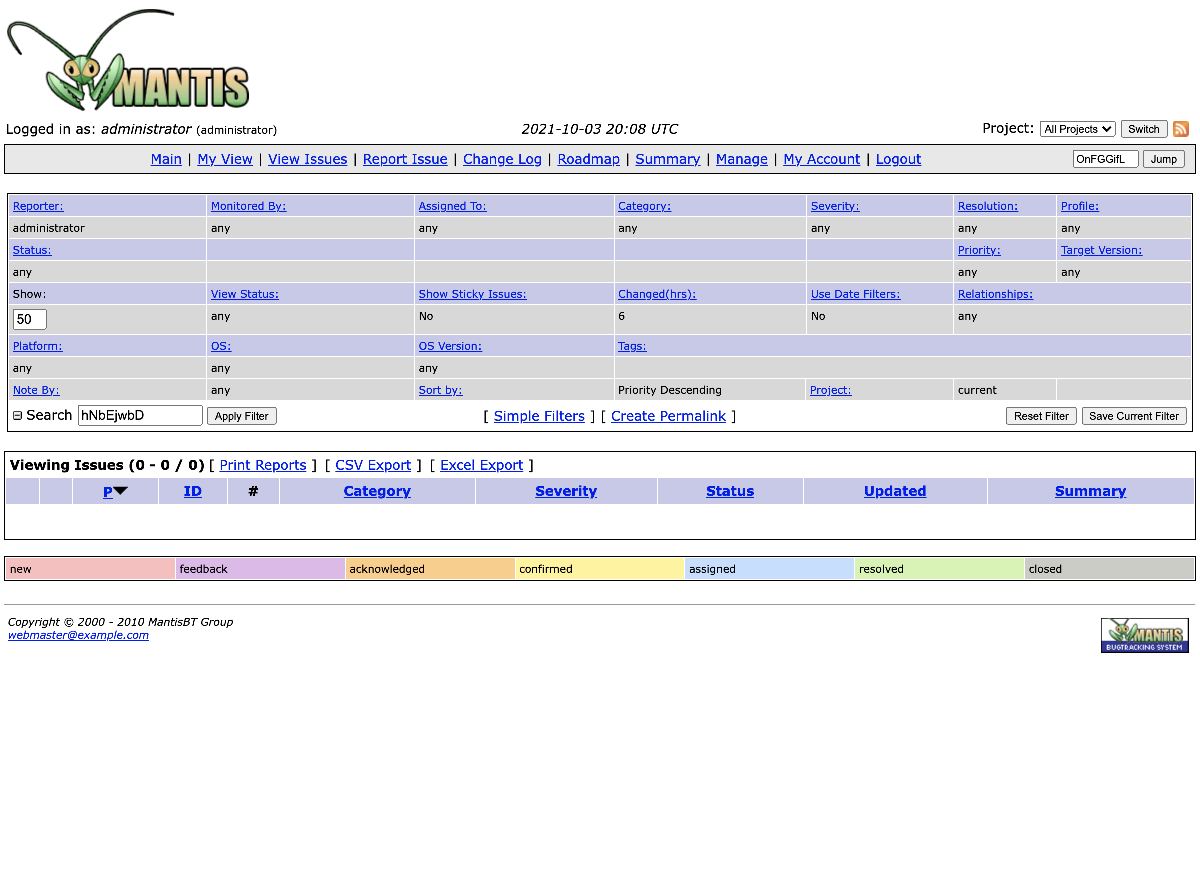 MANTIS
Logged in as: administrator (administrator) 2021-10-03 20:08 UTC Project: All Projects Switch
Main | My View | View Issues | Report Issue | Change Log | Roadmap | Summary | Manage | My Account | Logout OnFGGifL Jump
Reporter: Monitored By: Assigned To: Category: Severity: Resolution: Profile:
administrator any any any any any any
Status: Priority: Target Version:
any any any
Show: View Status: Show Sticky Issues: Changed(hrs): Use Date Filters: Relationships:
50 any No 6 No any
Platform: OS: OS Version: Tags:
any any any
Note By: any Sort by: Priority Descending Project: current
Search hNbEjwbD Apply Filter [ Simple Filters ] [ Create Permalink ] Reset Filter Save Current Filter
Viewing Issues (0 - 0 / 0) [ Print Reports ] [ CSV Export ] [ Excel Export ]
P ID # Category Severity Status Updated Summary
new feedback acknowledged confirmed assigned resolved closed
Copyright © 2000 - 2010 MantisBT Group
webmaster@example.com
MANTIS
BUGTRACKING SYSTEM